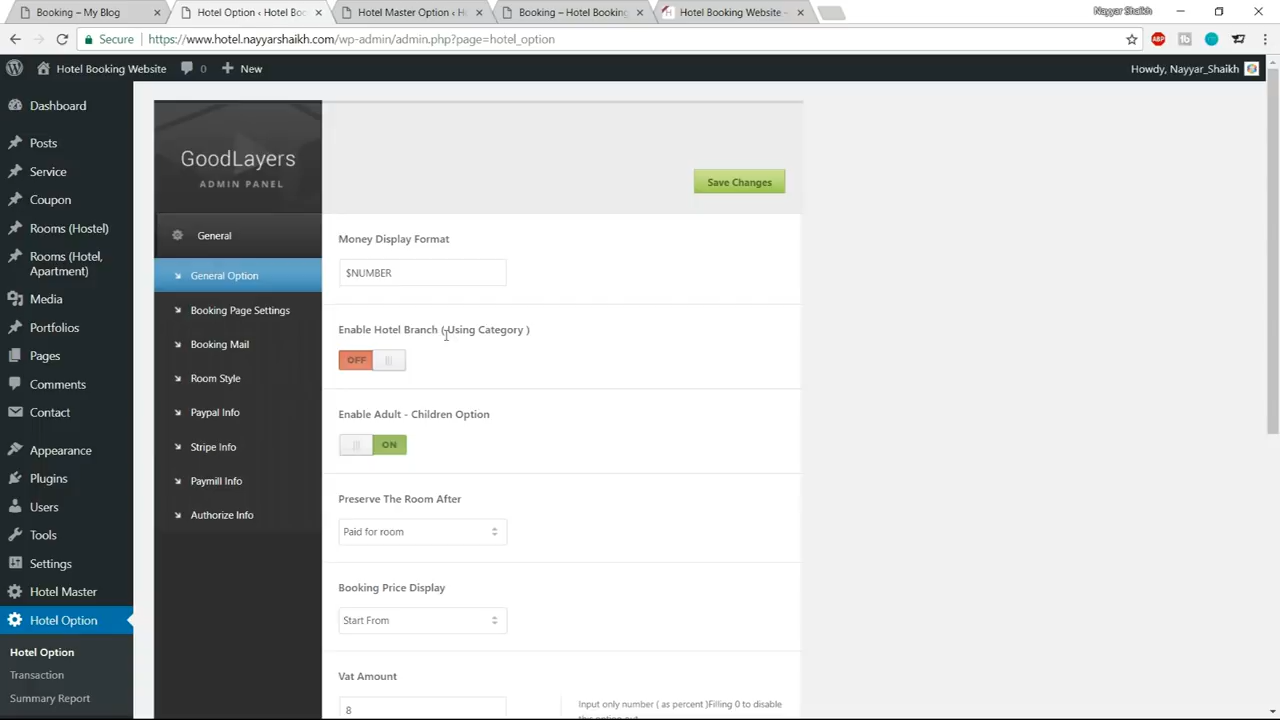 Booking – My Blog
Hotel Option ‹ Hotel Boo
Hotel Master Option ‹ H
Booking – Hotel Booking
Hotel Booking Website –
Nayyar Shaikh
Secure
https://www.hotel.nayyarshaikh.com/wp-admin/admin.php?page=hotel_option
ABP
Hotel Booking Website
0
New
Howdy, Nayyar_Shaikh
Dashboard
Posts
Service
Coupon
Rooms (Hostel)
Rooms (Hotel,
Apartment)
Media
Portfolios
Pages
Comments
Contact
Appearance
Plugins
Users
Tools
Settings
Hotel Master
Hotel Option
Hotel Option
Transaction
Summary Report
GoodLayers
ADMIN PANEL
General
General Option
Booking Page Settings
Booking Mail
Room Style
Paypal Info
Stripe Info
Paymill Info
Authorize Info
Save Changes
Money Display Format
$NUMBER
Enable Hotel Branch ( Using Category )
OFF
Enable Adult - Children Option
ON
Preserve The Room After
Paid for room
Booking Price Display
Start From
Vat Amount
8
Input only number ( as percent )Filling 0 to disable